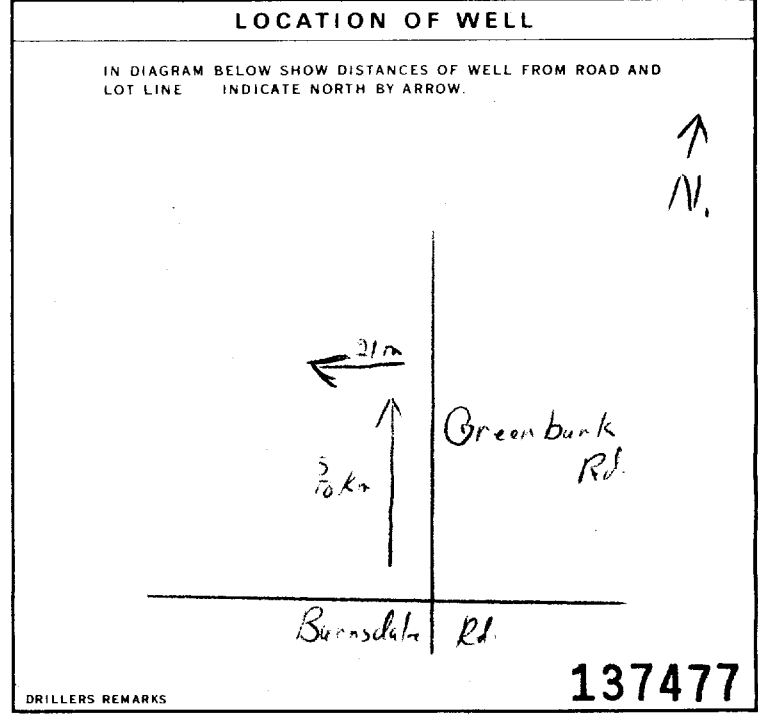 LOCATION OF WELL
IN DIAGRAM BELOW SHOW DISTANCES OF WELL FROM ROAD AND
LOT LINE INDICATE NORTH BY ARROW.
N.
21 m
Greenbank
Rd.
5/10 Km
Rd.
137477
DRILLERS REMARKS